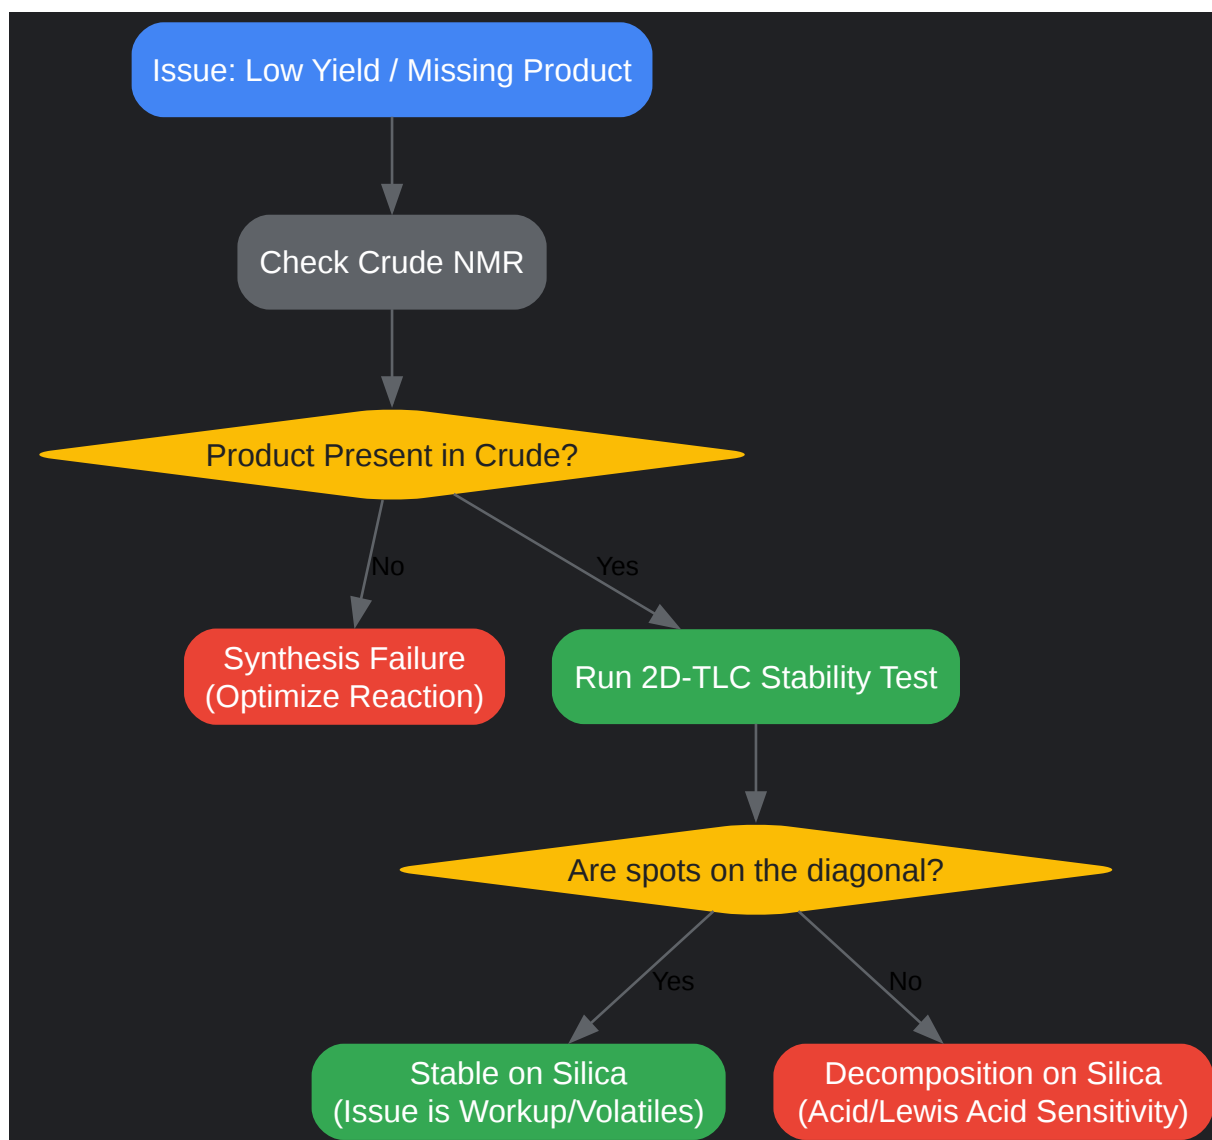 Issue: Low Yield / Missing Product
Check Crude NMR
Product Present in Crude?
No
Yes
Synthesis Failure
(Optimize Reaction)
Run 2D-TLC Stability Test
Are spots on the diagonal?
Yes
No
Stable on Silica
(Issue is Workup/Volatiles)
Decomposition on Silica
(Acid/Lewis Acid Sensitivity)